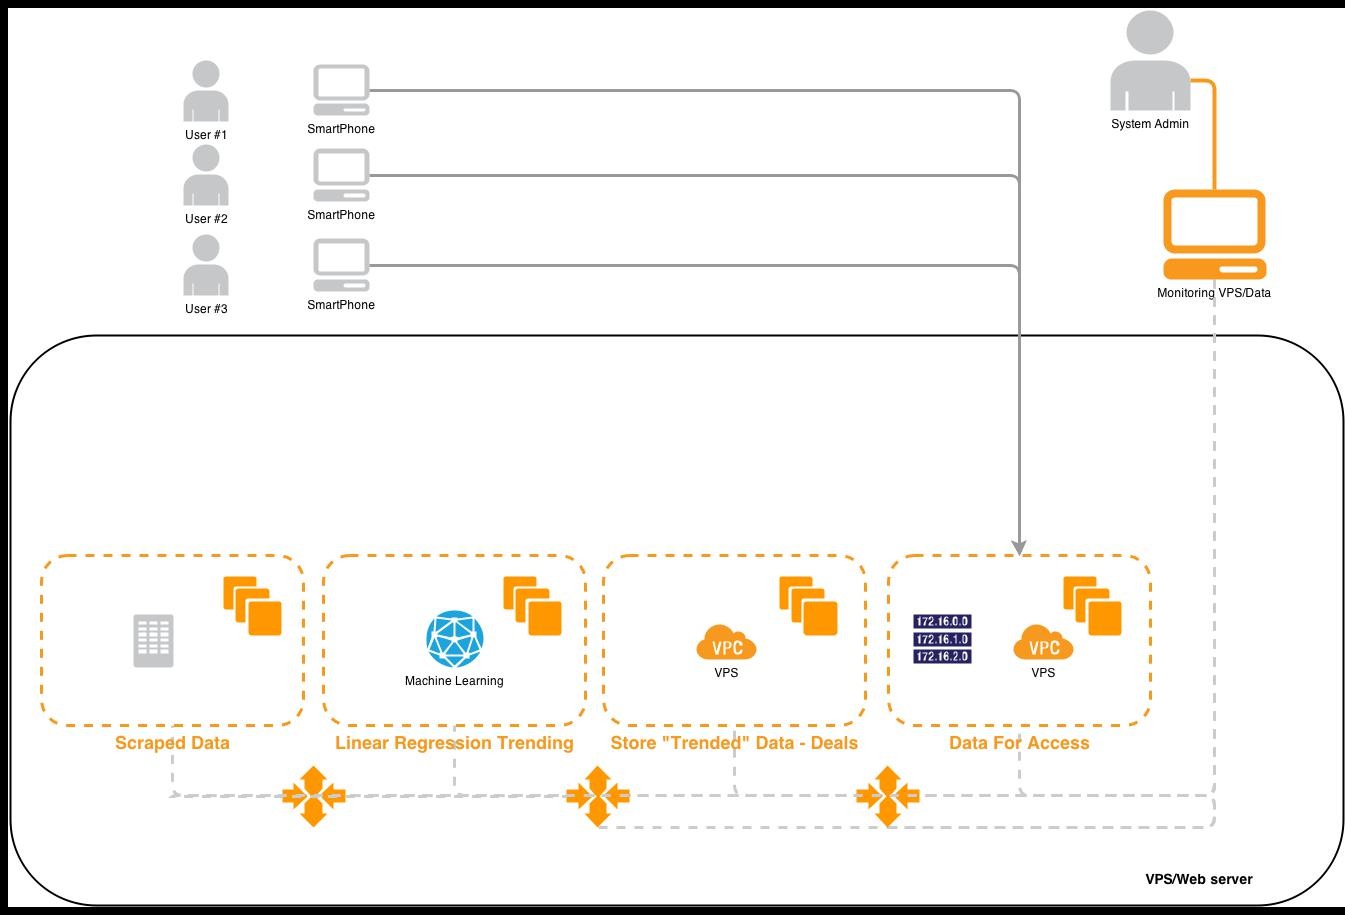 System Admin
User #1
SmartPhone
User #2
SmartPhone
User #3
SmartPhone
Monitoring VPS/Data
172.16.0.0
172.16.1.0
172.16.2.0
VPC
VPC
Machine Learning
VPS
VPS
Scraped Data
Linear Regression Trending
Store "Trended" Data - Deals
Data For Access
VPS/Web server